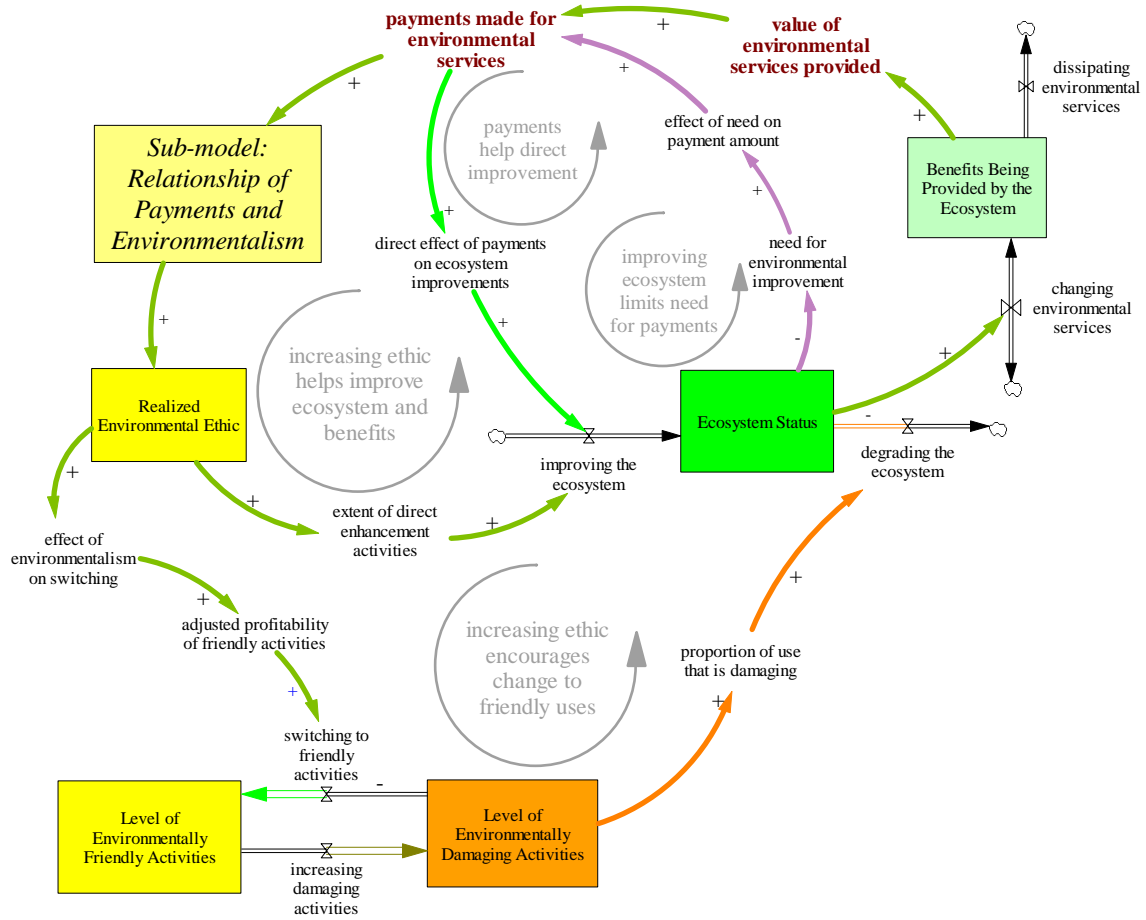 payments made for
environmental
services
value of
environmental
services provided
dissipating
environmental
services
+
+
+
+
payments
help direct
improvement
effect of need on
payment amount
Sub-model:
Relationship of
Payments and
Environmentalism
Benefits Being
Provided by the
Ecosystem
+
+
direct effect of payments
on ecosystem
improvements
improving
ecosystem
limits need
for payments
need for
environmental
improvement
changing
environmental
services
+
+
-
+
increasing ethic
helps improve
ecosystem and
benefits
Realized
Environmental Ethic
Ecosystem Status
-
improving the
ecosystem
degrading the
ecosystem
+
+
+
extent of direct
enhancement
activities
effect of
environmentalism
on switching
+
+
adjusted profitability
of friendly activities
increasing ethic
encourages
change to
friendly uses
proportion of use
that is damaging
+
+
switching to
friendly
activities
-
Level of
Environmentally
Friendly Activities
Level of
Environmentally
Damaging Activities
increasing
damaging
activities